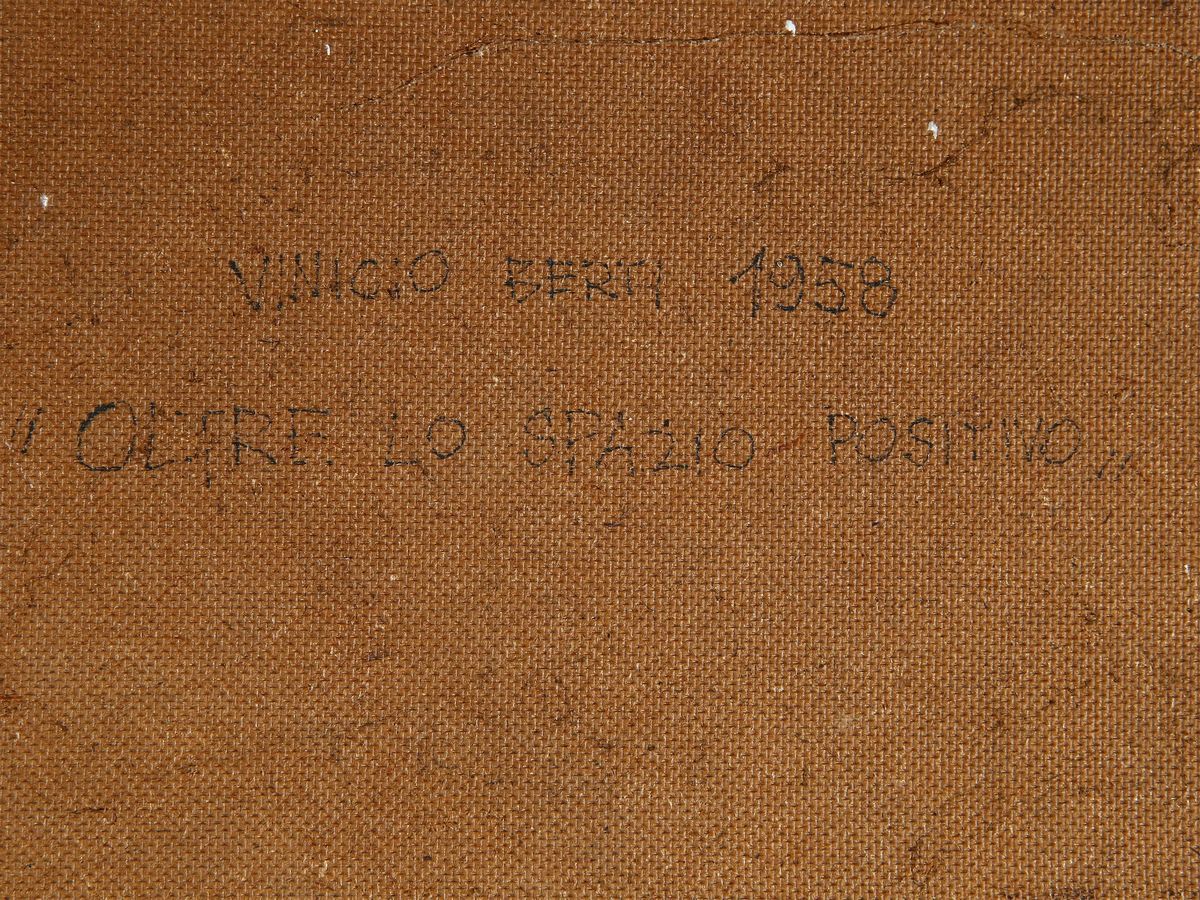 VINICIO BERTI 1958
"OLTRE LO SPAZIO POSITIVO"